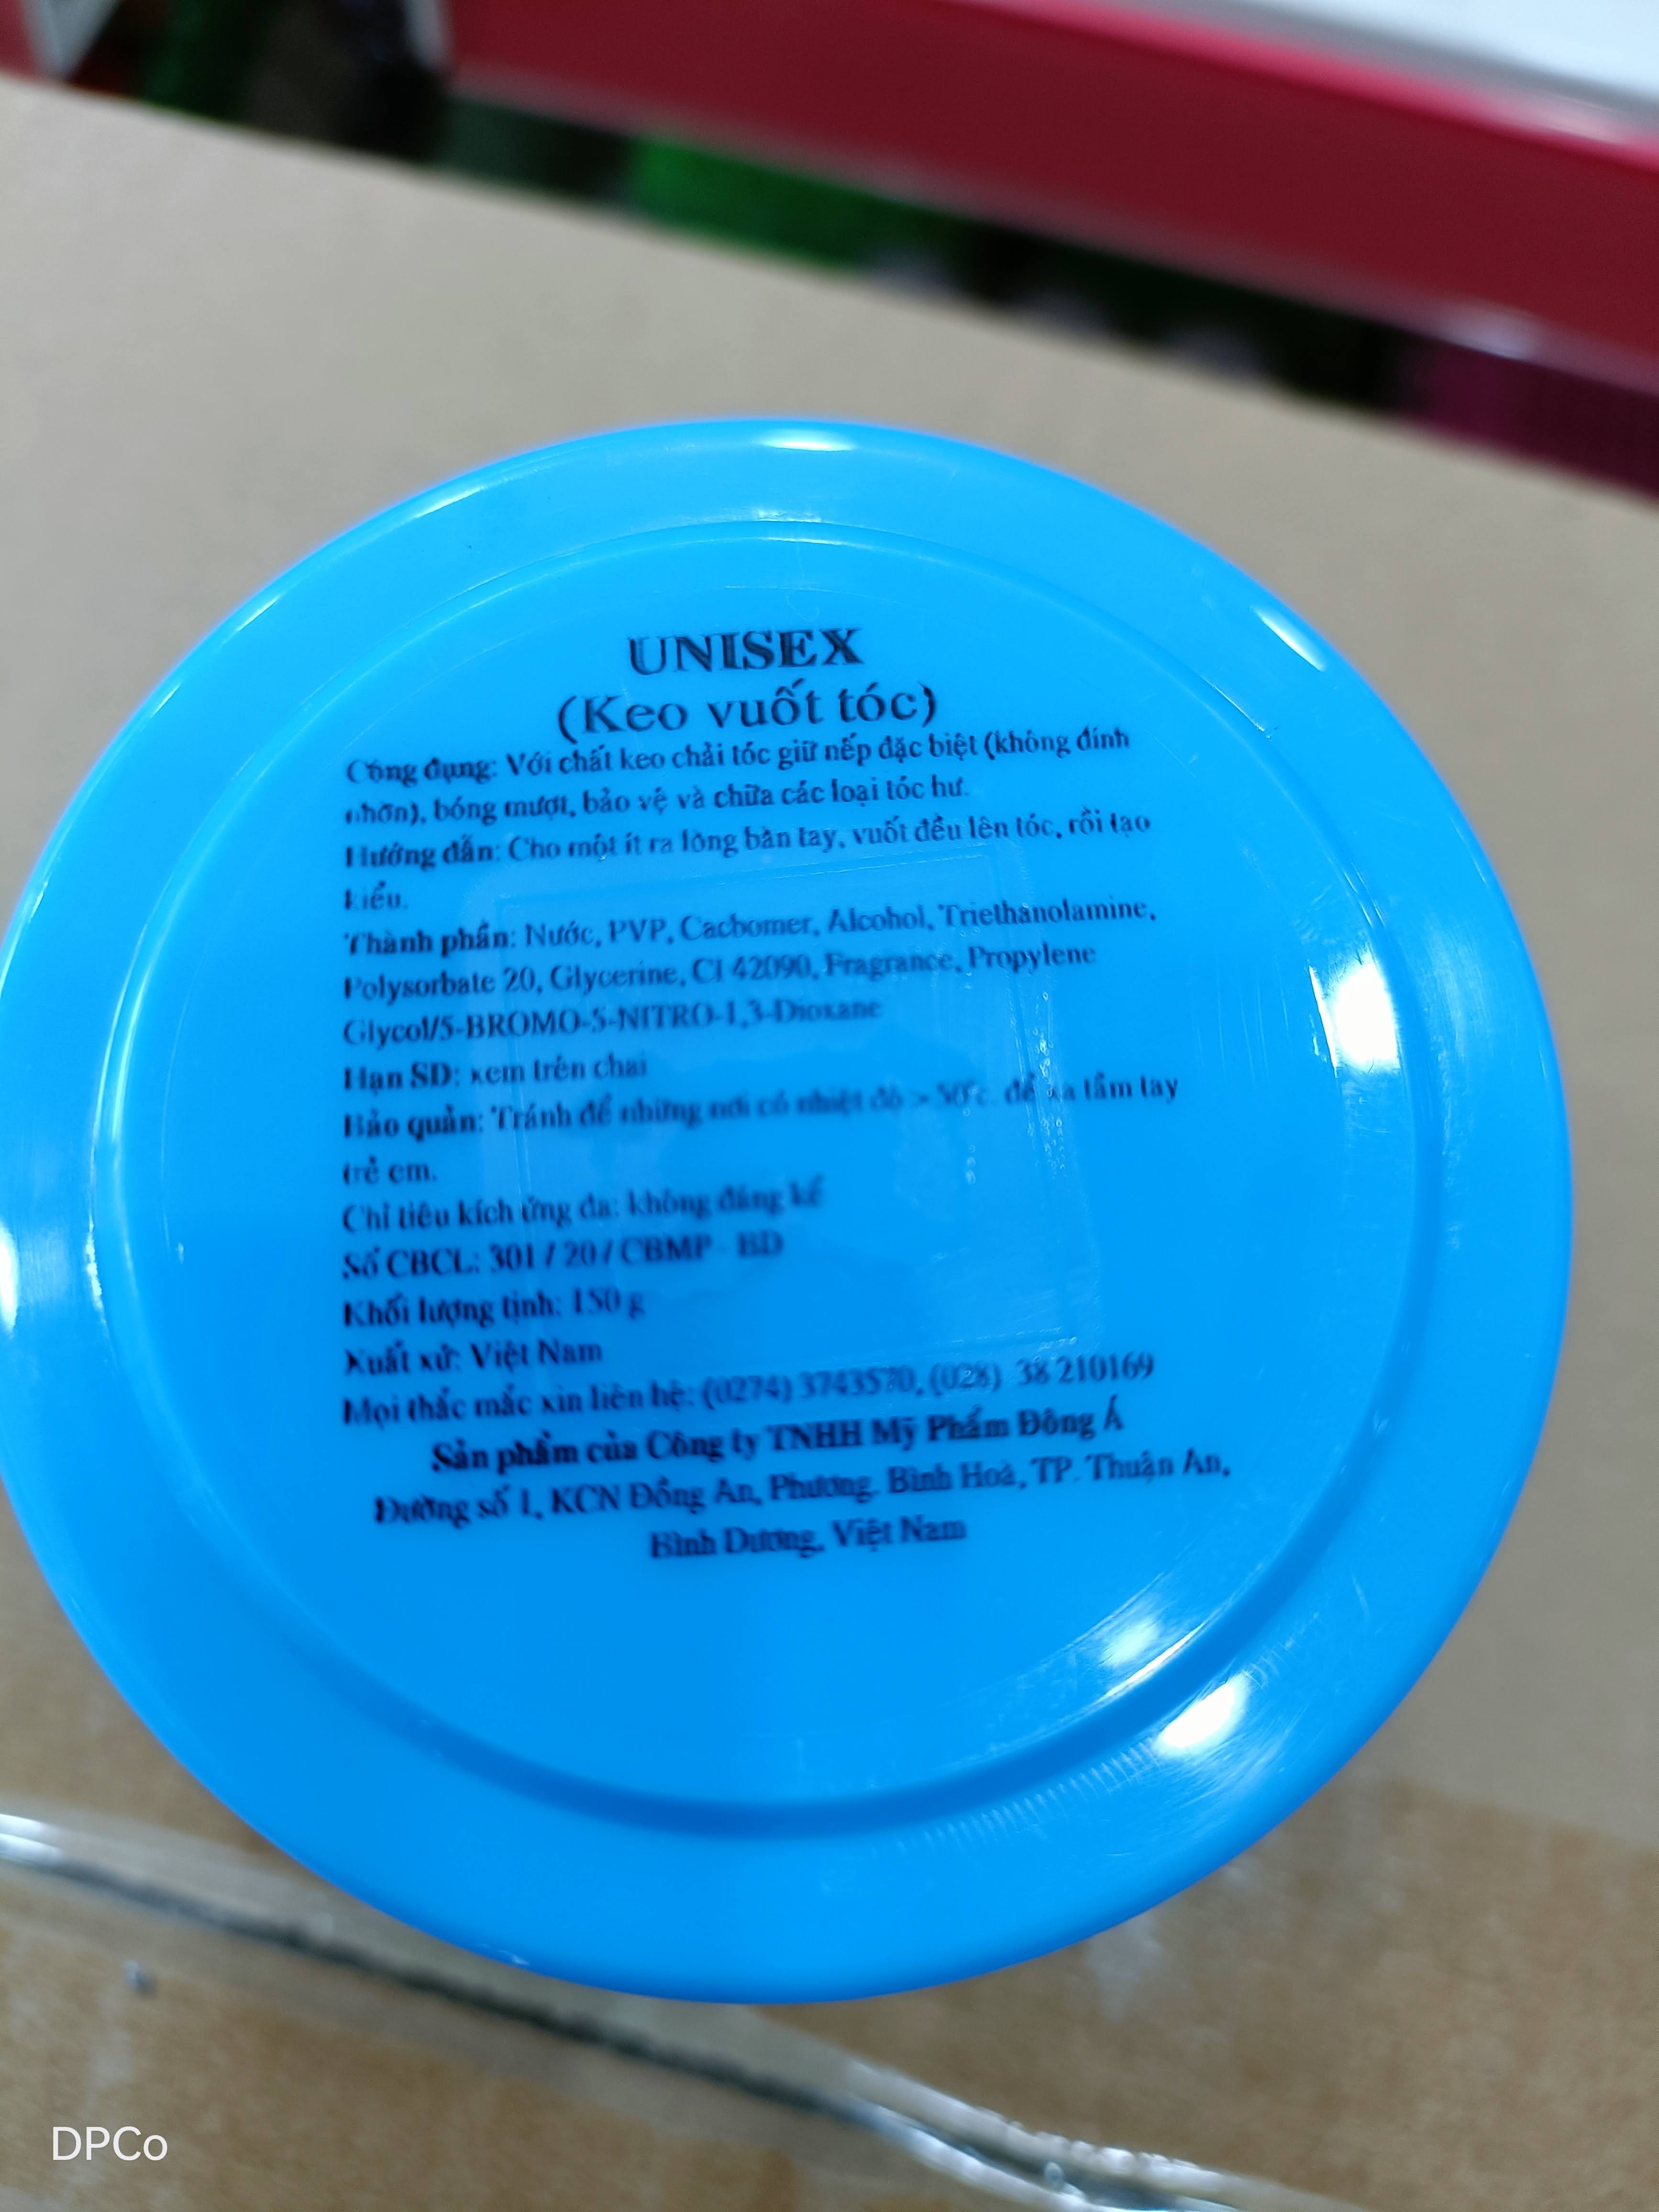 UNISEX
(Keo vuốt tóc)
Công dụng: Với chất keo chải tóc giữ nếp đặc biệt (không dính
nhờn), bóng mượt, bảo vệ và chữa các loại tóc hư.
Hướng dẫn: Cho một ít ra lòng bàn tay, vuốt đều lên tóc, rồi tạo
kiểu.
Thành phần: Nước, PVP, Cacbomer, Alcohol, Triethanolamine,
Polysorbate 20, Glycerine, CI 42090, Fragrance, Propylene
Glycol/5-BROMO-5-NITRO-1,3-Dioxane
Hạn SD: xem trên chai
Bảo quản: Tránh để những nơi có nhiệt độ > 50°c. để xa tầm tay
trẻ em.
Chỉ tiêu kích ứng da: không đáng kể
Số CBCL: 301 / 20 / CBMP - BD
Khối lượng tịnh: 150 g
Xuất xứ: Việt Nam
Mọi thắc mắc xin liên hệ: (0274) 3743570, (028) 38 210169
Sản phẩm của Công ty TNHH Mỹ Phẩm Đông Á
Đường số 1, KCN Đồng An, Phường. Bình Hoà, TP. Thuận An,
Bình Dương, Việt Nam
DPCo